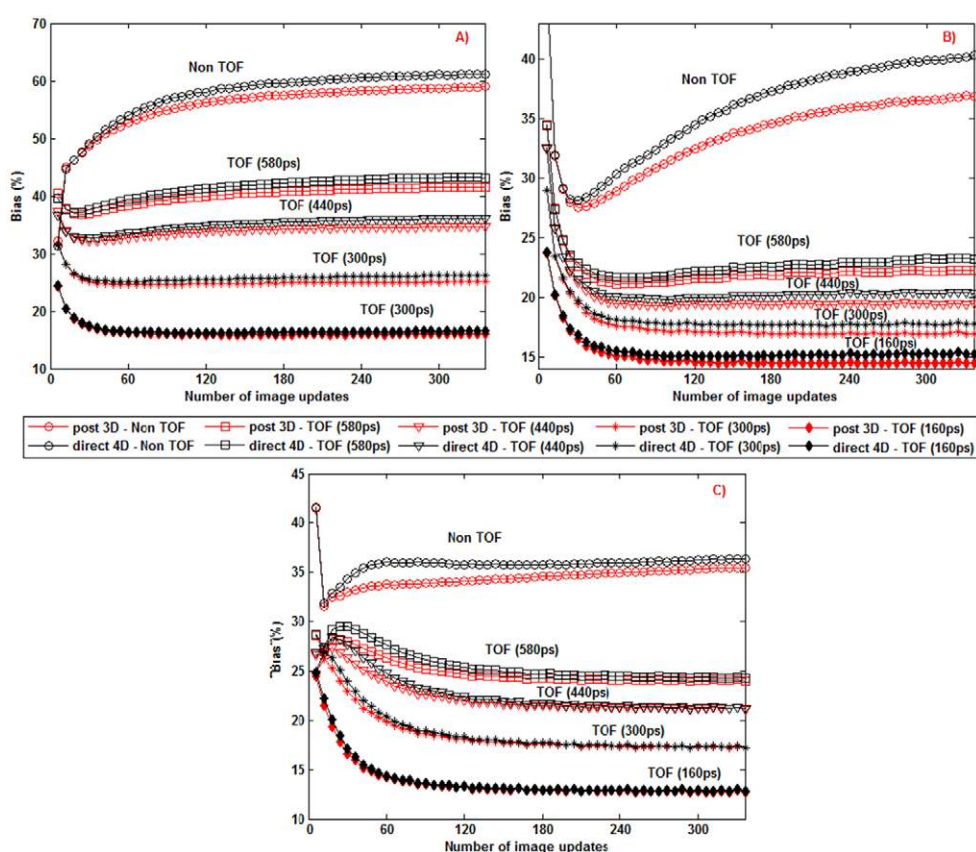 70
60
50
40
30
20
10
Bias (%)
0
60
120
180
240
300
Number of image updates
A)
Non TOF
TOF (580ps)
TOF (440ps)
TOF (300ps)
TOF (300ps)
40
35
30
25
20
15
Bias (%)
0
60
120
180
240
300
Number of image updates
B)
Non TOF
TOF (580ps)
TOF (440ps)
TOF (300ps)
TOF (160ps)
post 3D - Non TOF
post 3D - TOF (580ps)
post 3D - TOF (440ps)
post 3D - TOF (300ps)
post 3D - TOF (160ps)
direct 4D - Non TOF
direct 4D - TOF (580ps)
direct 4D - TOF (440ps)
direct 4D - TOF (300ps)
direct 4D - TOF (160ps)
45
40
35
30
25
20
15
10
Bias (%)
0
60
120
180
240
300
Number of image updates
C)
Non TOF
TOF (580ps)
TOF (440ps)
TOF (300ps)
TOF (160ps)